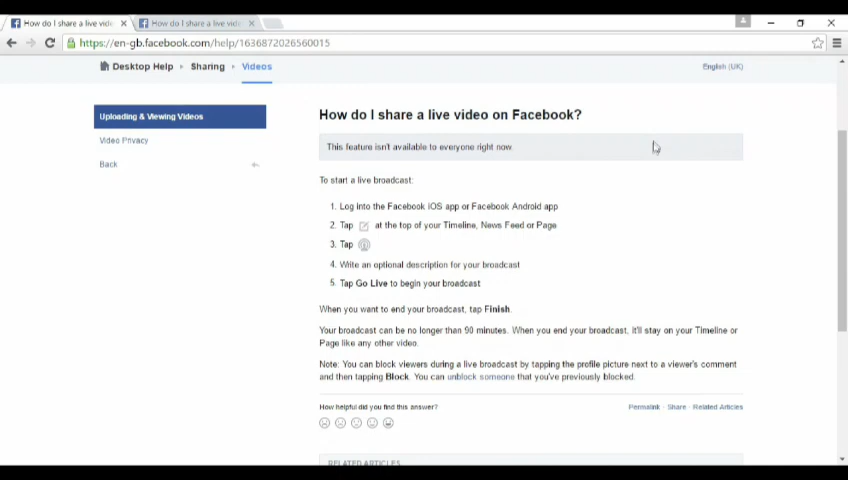 How do I share a live vide
How do I share a live vide
https://en-gb.facebook.com/help/1636872026560015
Desktop Help Sharing Videos English (UK)
Uploading & Viewing Videos
Video Privacy
Back
How do I share a live video on Facebook?
This feature isn't available to everyone right now.
To start a live broadcast:
1. Log into the Facebook iOS app or Facebook Android app
2. Tap at the top of your Timeline, News Feed or Page
3. Tap
4. Write an optional description for your broadcast
5. Tap Go Live to begin your broadcast
When you want to end your broadcast, tap Finish.
Your broadcast can be no longer than 90 minutes. When you end your broadcast, it'll stay on your Timeline or
Page like any other video.
Note: You can block viewers during a live broadcast by tapping the profile picture next to a viewer's comment
and then tapping Block. You can unblock someone that you've previously blocked.
How helpful did you find this answer?
Permalink · Share · Related Articles
RELATED ARTICLES